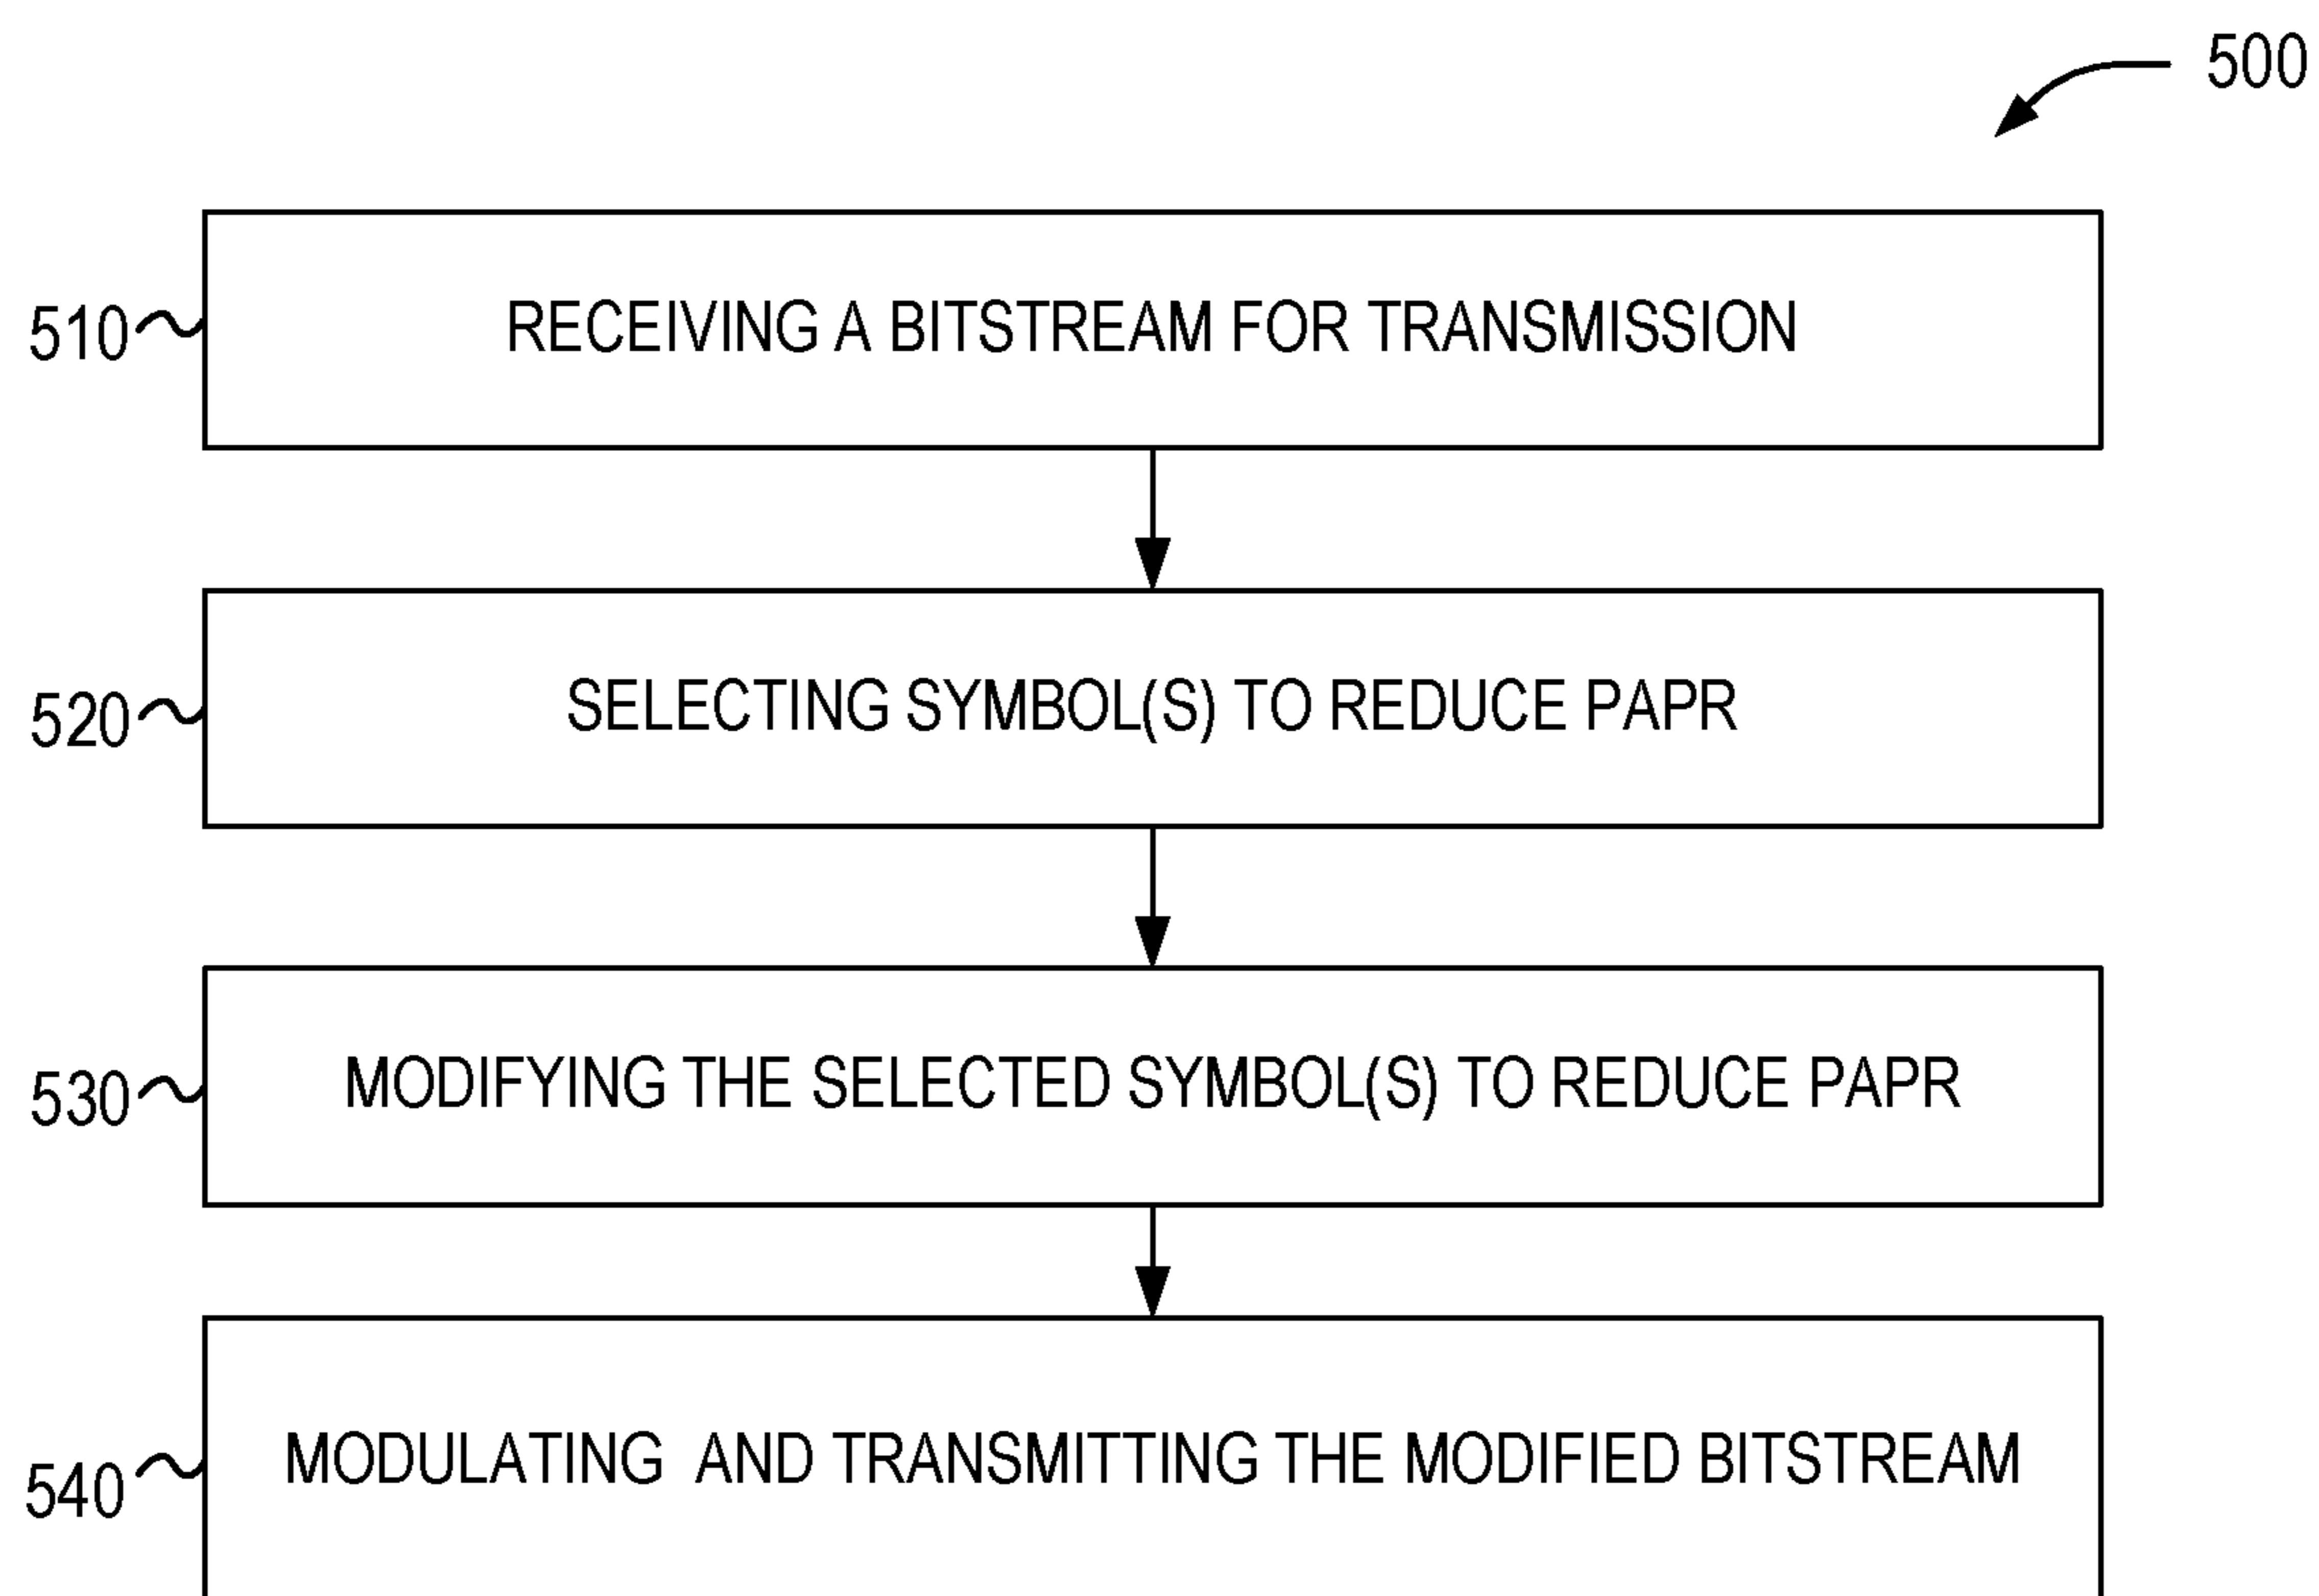 500
510 RECEIVING A BITSTREAM FOR TRANSMISSION
520 SELECTING SYMBOL(S) TO REDUCE PAPR
530 MODIFYING THE SELECTED SYMBOL(S) TO REDUCE PAPR
540 MODULATING AND TRANSMITTING THE MODIFIED BITSTREAM